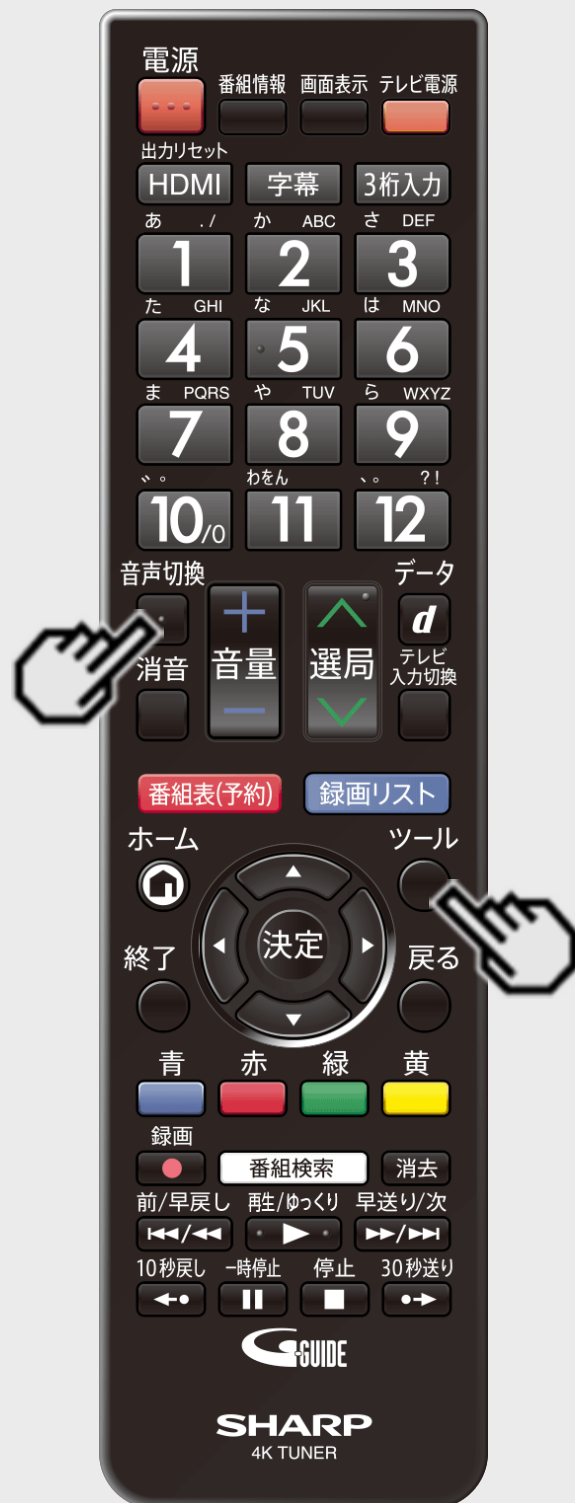 電源
番組情報 画面表示 テレビ電源
出力リセット
HDMI 字幕 3桁入力
あ ./ か ABC さ DEF
1 2 3
た GHI な JKL は MNO
4 5 6
ま PQRS や TUV ら WXYZ
7 8 9
゛゜ わをん 、。 ?!
10/0 11 12
音声切換 データ
d
消音 音量 選局 テレビ
入力切換
番組表(予約) 録画リスト
ホーム ツール
決定
終了 戻る
青 赤 緑 黄
録画
番組検索 消去
前/早戻し 再生/ゆっくり 早送り/次
10秒戻し 一時停止 停止 30秒送り
G-GUIDE
SHARP
4K TUNER